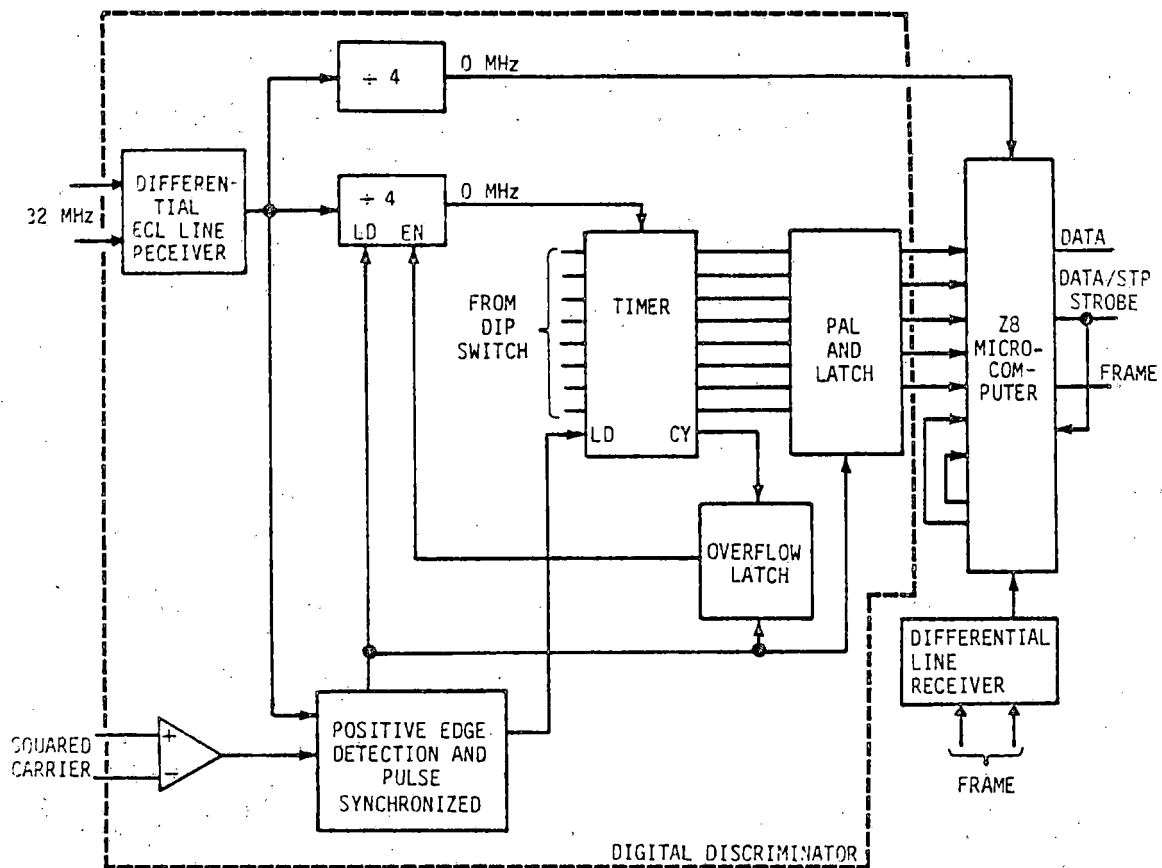 ÷ 4
0 MHz
DIFFEREN-
TIAL
ECL LINE
RECEIVER
32 MHz
÷ 4
LD EN
0 MHz
FROM
DIP
SWITCH
TIMER
LD CY
PAL
AND
LATCH
Z8
MICRO-
COM-
PUTER
DATA
DATA/STP
STROBE
FRAME
OVERFLOW
LATCH
DIFFERENTIAL
LINE
RECEIVER
FRAME
SQUARED
CARRIER
+
−
POSITIVE EDGE
DETECTION AND
PULSE
SYNCHRONIZED
DIGITAL DISCRIMINATOR